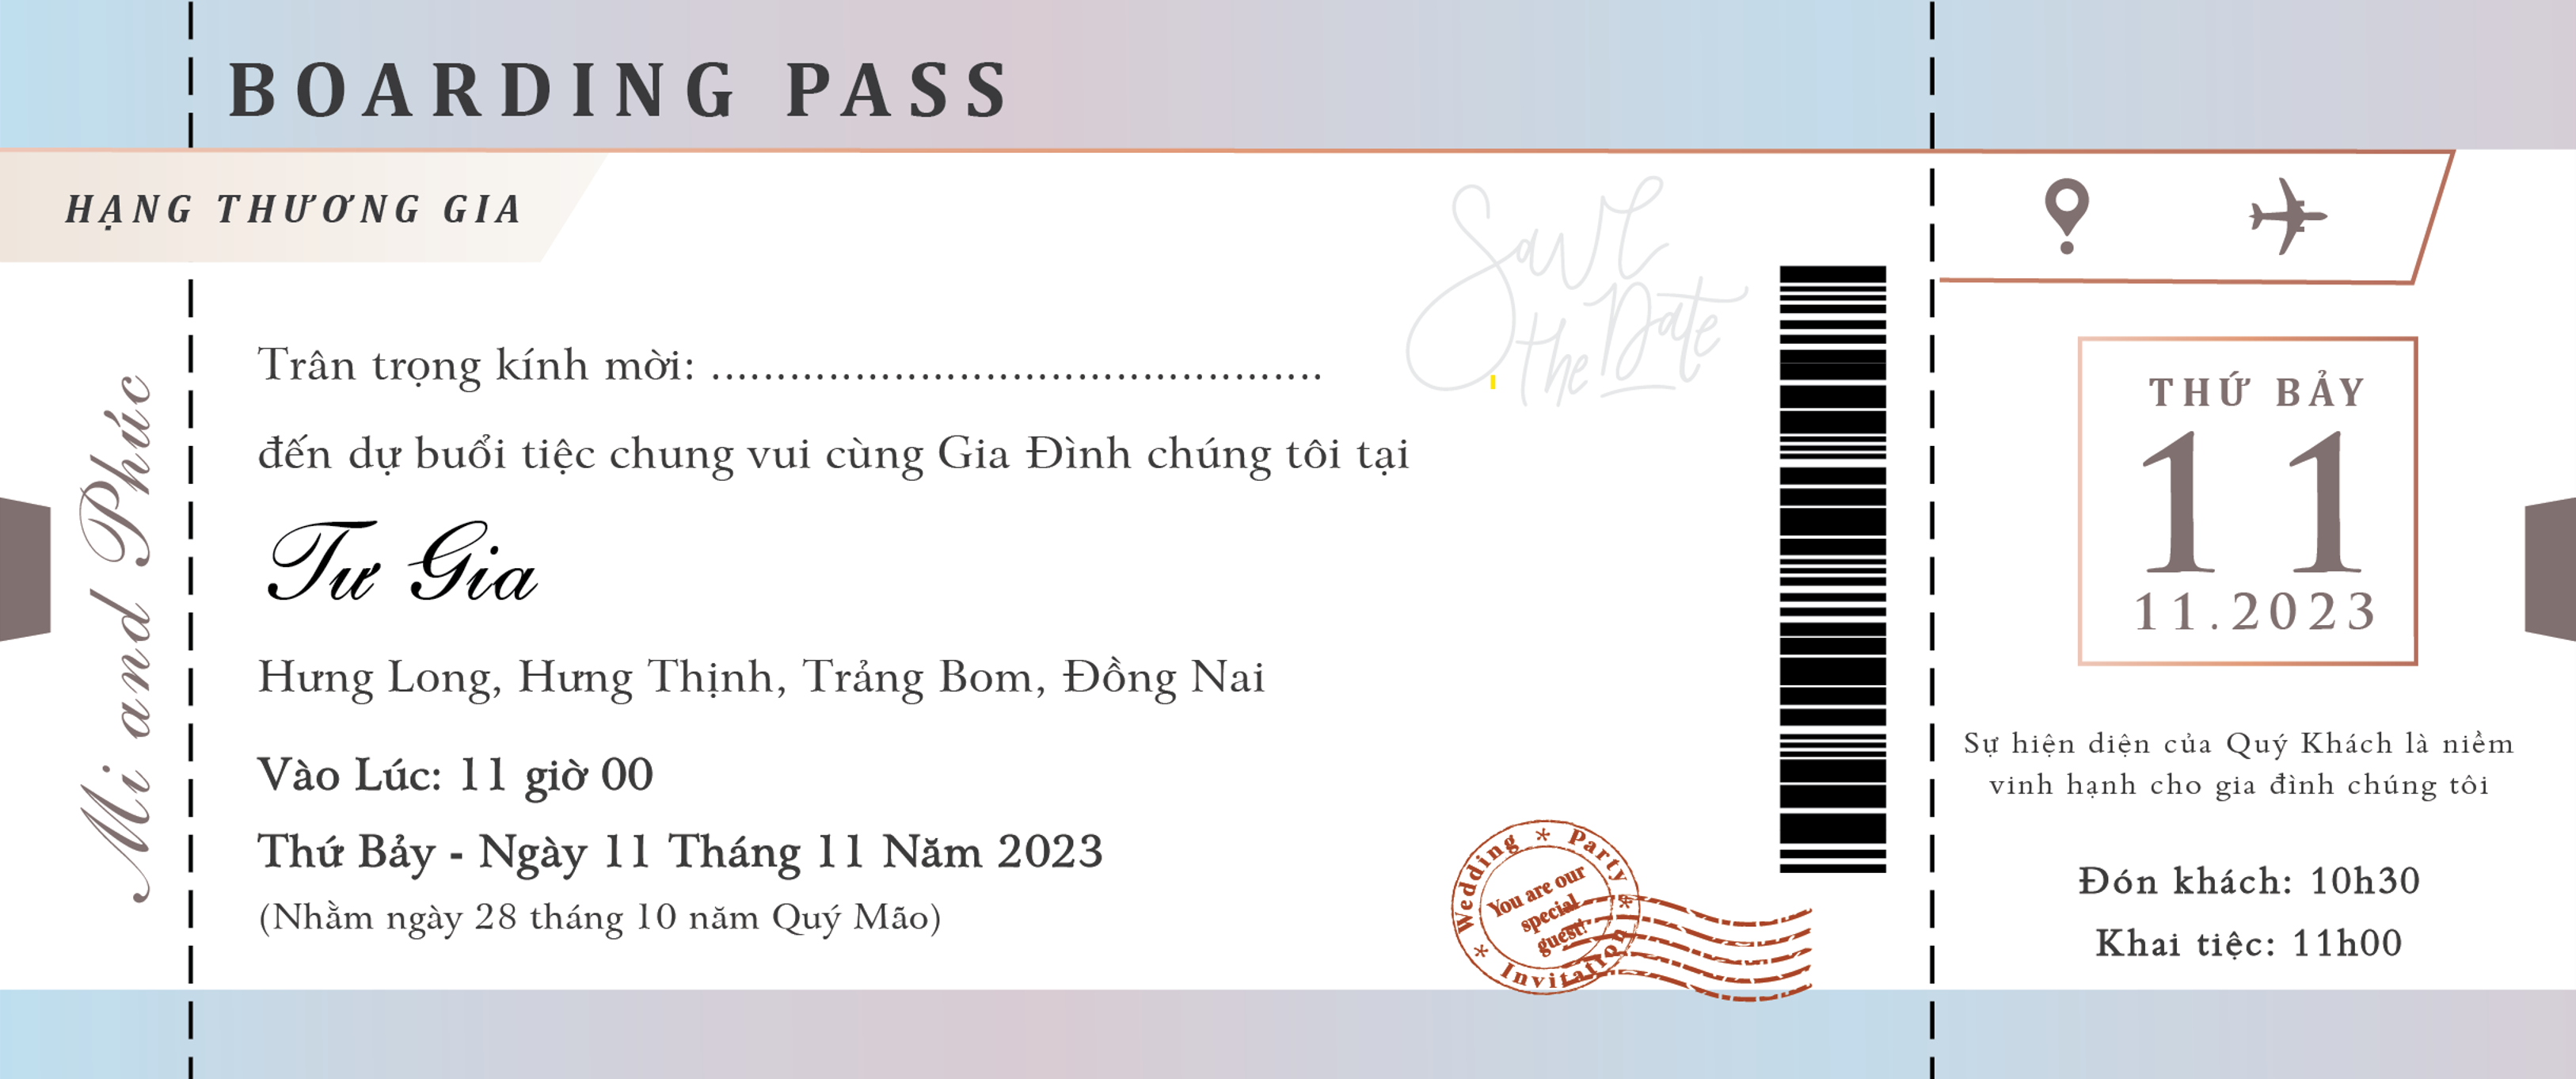 BOARDING PASS
HẠNG THƯƠNG GIA
Save
the Date
Mi and Phúc
Trân trọng kính mời: ...............................................
đến dự buổi tiệc chung vui cùng Gia Đình chúng tôi tại
Tư Gia
Hưng Long, Hưng Thịnh, Trảng Bom, Đồng Nai
Vào Lúc: 11 giờ 00
Thứ Bảy - Ngày 11 Tháng 11 Năm 2023
(Nhằm ngày 28 tháng 10 năm Quý Mão)
Wedding * Party * Invitation *
You are our
special
guest!
THỨ BẢY
11
11.2023
Sự hiện diện của Quý Khách là niềm
vinh hạnh cho gia đình chúng tôi
Đón khách: 10h30
Khai tiệc: 11h00